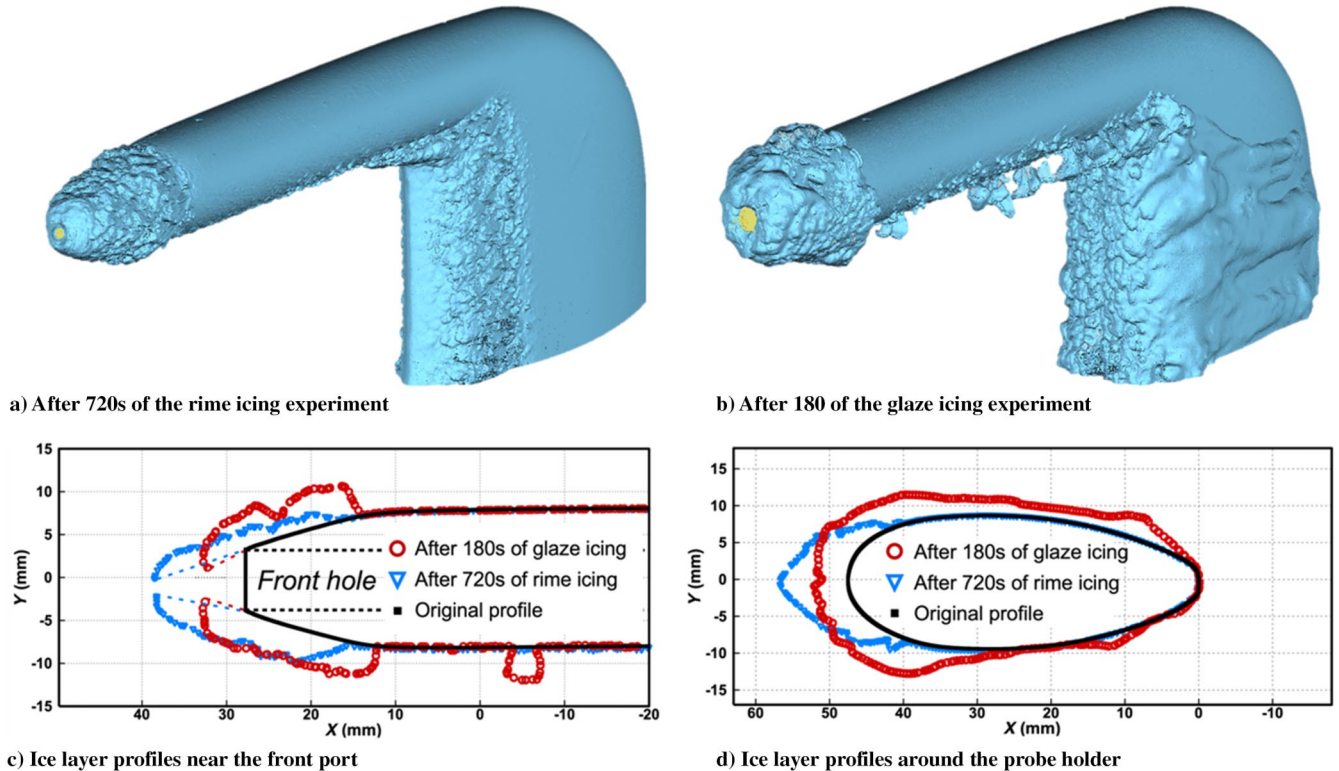 a) After 720s of the rime icing experiment
b) After 180 of the glaze icing experiment
15
10
5
0
-5
-10
-15
Y (mm)
40
30
20
10
0
-10
-20
X (mm)
Front hole
After 180s of glaze icing
After 720s of rime icing
Original profile
c) Ice layer profiles near the front port
15
10
5
0
-5
-10
-15
Y (mm)
60
50
40
30
20
10
0
-10
X (mm)
After 180s of glaze icing
After 720s of rime icing
Original profile
d) Ice layer profiles around the probe holder